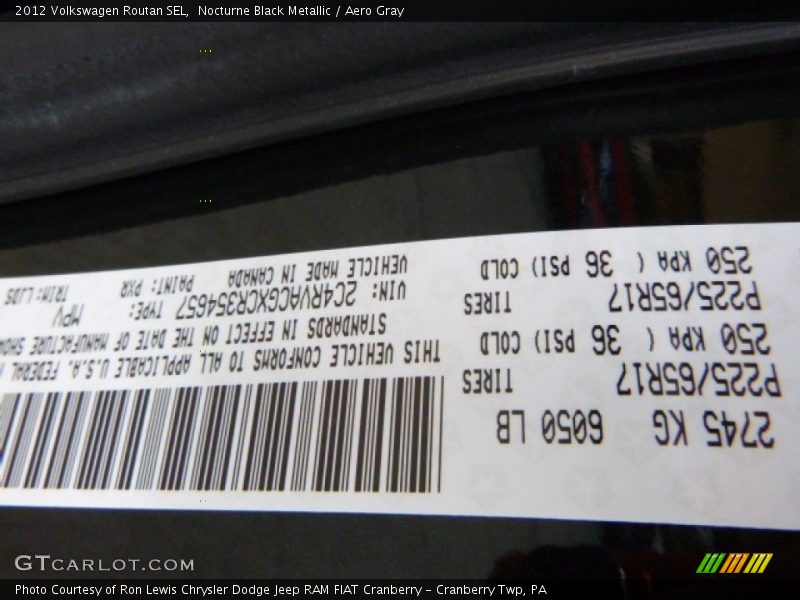 2012 Volkswagen Routan SEL, Nocturne Black Metallic / Aero Gray
2745 KG 6050 LB
P225/65R17 TIRES
250 KPA ( 36 PSI) COLD
P225/65R17 TIRES
250 KPA ( 36 PSI) COLD
THIS VEHICLE CONFORMS TO ALL APPLICABLE U.S.A. FEDERAL
STANDARDS IN EFFECT ON THE DATE OF MANUFACTURE
VIN: 2C4RVACGXCR354657 TYPE: MPV
VEHICLE MADE IN CANADA PAINT: PXR TRIM: LJDS
GTCARLOT.COM
Photo Courtesy of Ron Lewis Chrysler Dodge Jeep RAM FIAT Cranberry - Cranberry Twp, PA